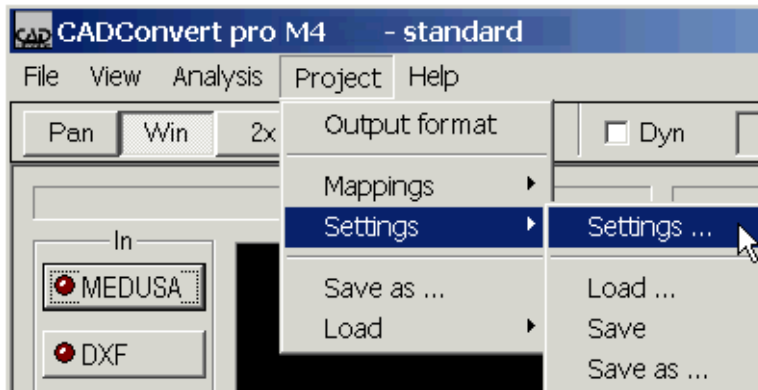 CAD CADConvert pro M4 - standard
File View Analysis Project Help
Pan Win 2x Output format Dyn
Mappings
Settings Settings ...
In
MEDUSA Save as ... Load ...
Load Save
DXF Save as ...